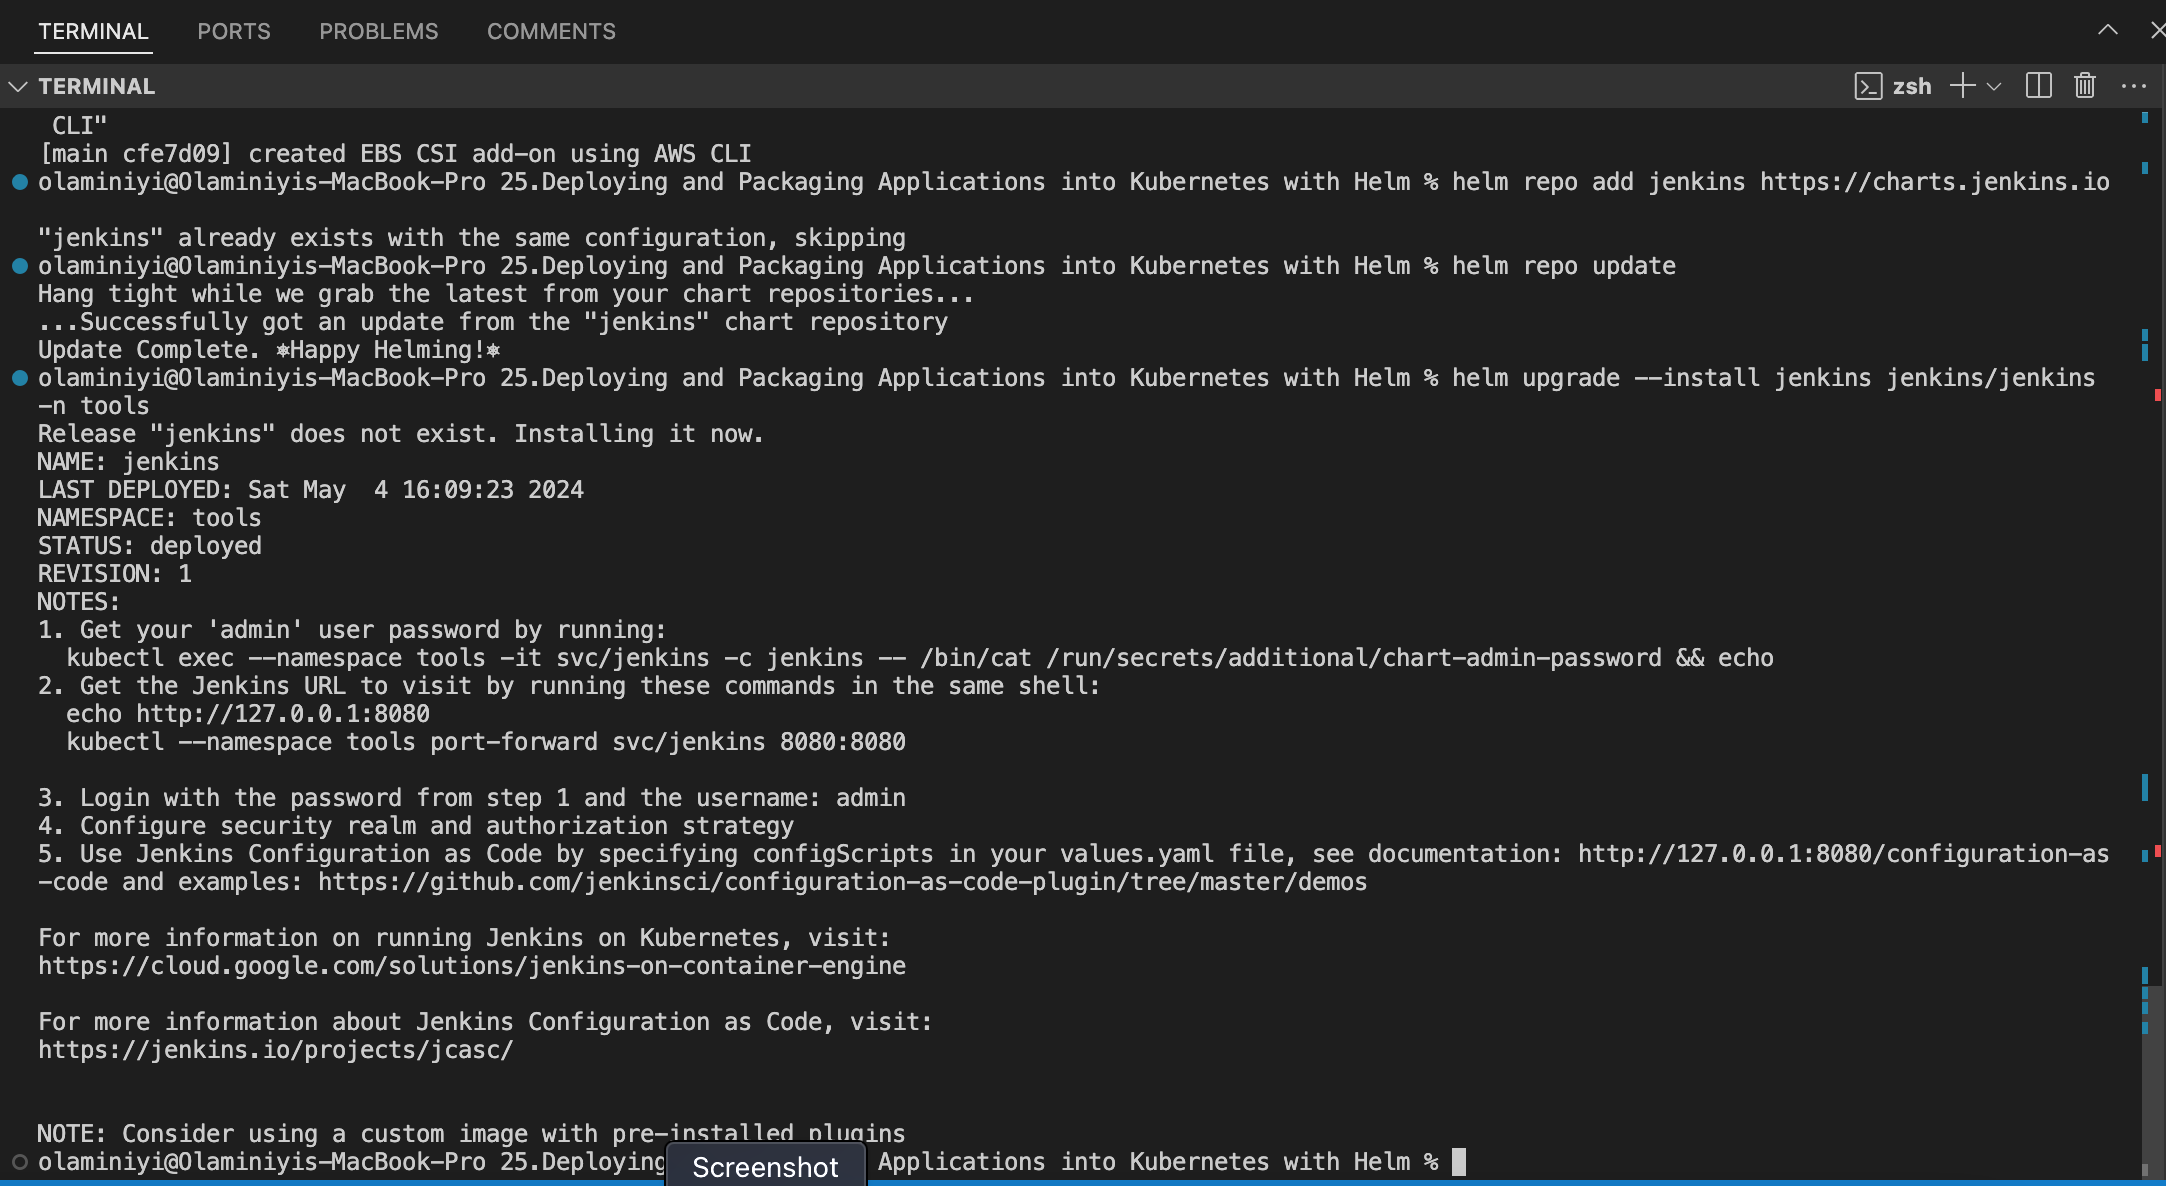 TERMINAL PORTS PROBLEMS COMMENTS
TERMINAL zsh
CLI"
[main cfe7d09] created EBS CSI add-on using AWS CLI
olaminiyi@Olaminiyis-MacBook-Pro 25.Deploying and Packaging Applications into Kubernetes with Helm % helm repo add jenkins https://charts.jenkins.io
"jenkins" already exists with the same configuration, skipping
olaminiyi@Olaminiyis-MacBook-Pro 25.Deploying and Packaging Applications into Kubernetes with Helm % helm repo update
Hang tight while we grab the latest from your chart repositories...
...Successfully got an update from the "jenkins" chart repository
Update Complete. ⎈Happy Helming!⎈
olaminiyi@Olaminiyis-MacBook-Pro 25.Deploying and Packaging Applications into Kubernetes with Helm % helm upgrade --install jenkins jenkins/jenkins
-n tools
Release "jenkins" does not exist. Installing it now.
NAME: jenkins
LAST DEPLOYED: Sat May  4 16:09:23 2024
NAMESPACE: tools
STATUS: deployed
REVISION: 1
NOTES:
1. Get your 'admin' user password by running:
kubectl exec --namespace tools -it svc/jenkins -c jenkins -- /bin/cat /run/secrets/additional/chart-admin-password && echo
2. Get the Jenkins URL to visit by running these commands in the same shell:
echo http://127.0.0.1:8080
kubectl --namespace tools port-forward svc/jenkins 8080:8080
3. Login with the password from step 1 and the username: admin
4. Configure security realm and authorization strategy
5. Use Jenkins Configuration as Code by specifying configScripts in your values.yaml file, see documentation: http://127.0.0.1:8080/configuration-as
-code and examples: https://github.com/jenkinsci/configuration-as-code-plugin/tree/master/demos
For more information on running Jenkins on Kubernetes, visit:
https://cloud.google.com/solutions/jenkins-on-container-engine
For more information about Jenkins Configuration as Code, visit:
https://jenkins.io/projects/jcasc/
NOTE: Consider using a custom image with pre-installed plugins
olaminiyi@Olaminiyis-MacBook-Pro 25.Deploying Applications into Kubernetes with Helm %
Screenshot